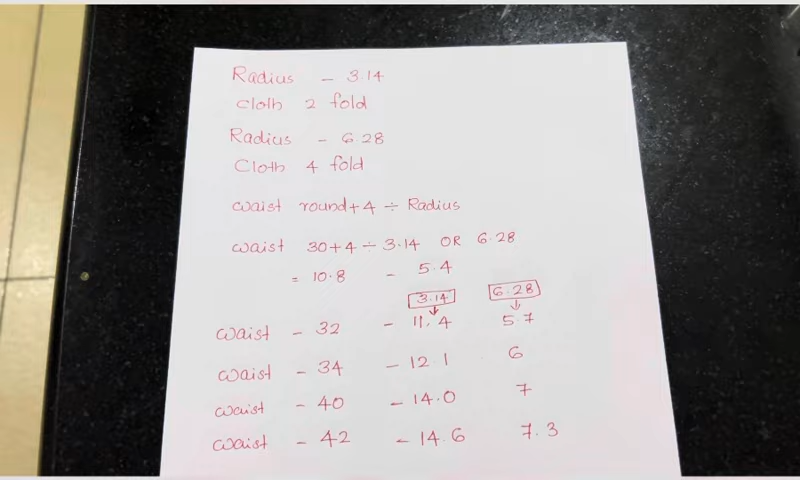 Radius - 3.14
Cloth 2 fold
Radius - 6.28
Cloth 4 fold
waist round+4 ÷ Radius
waist 30+4 ÷ 3.14 OR 6.28
= 10.8 - 5.4
3.14 6.28
↓ ↓
waist - 32 - 11.4 5.7
waist - 34 - 12.1 6
waist - 40 - 14.0 7
waist - 42 - 14.6 7.3